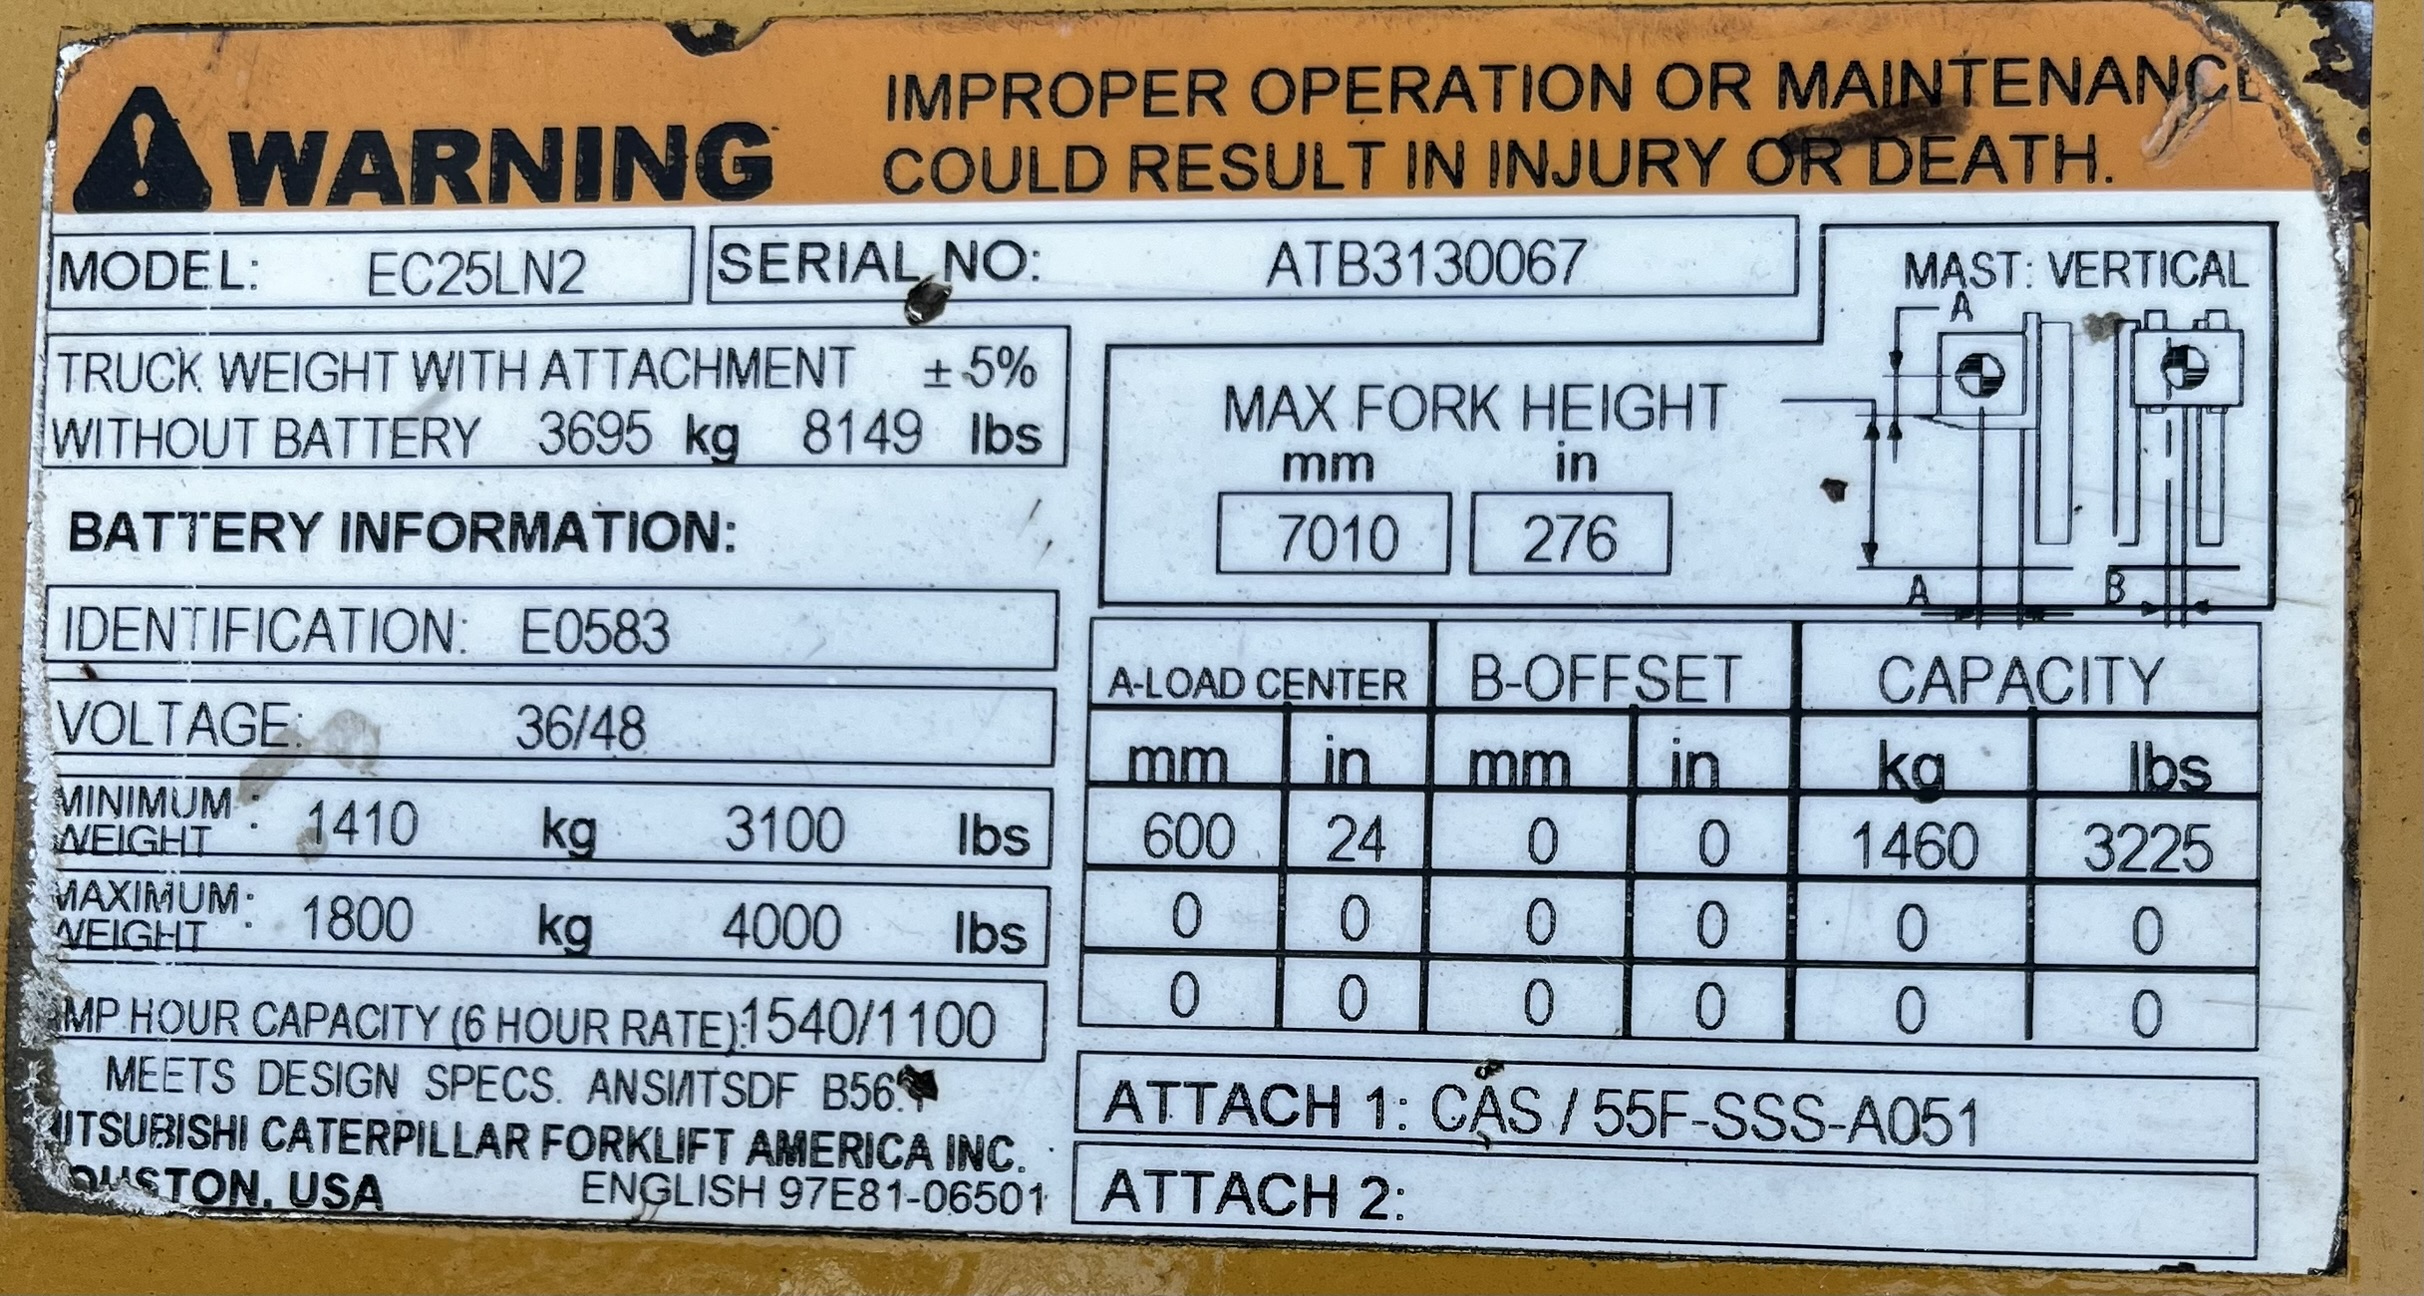 WARNING
IMPROPER OPERATION OR MAINTENANCE
COULD RESULT IN INJURY OR DEATH.
MODEL: EC25LN2
SERIAL NO: ATB3130067
TRUCK WEIGHT WITH ATTACHMENT ± 5%
WITHOUT BATTERY 3695 kg 8149 lbs
BATTERY INFORMATION:
IDENTIFICATION: E0583
VOLTAGE: 36/48
MINIMUM
WEIGHT : 1410 kg 3100 lbs
MAXIMUM
WEIGHT : 1800 kg 4000 lbs
AMP HOUR CAPACITY (6 HOUR RATE): 1540/1100
MEETS DESIGN SPECS. ANSI/ITSDF B56.1
MITSUBISHI CATERPILLAR FORKLIFT AMERICA INC.
HOUSTON, USA ENGLISH 97E81-06501
MAST: VERTICAL
A
MAX FORK HEIGHT
mm in
7010 276
A B
A-LOAD CENTER B-OFFSET CAPACITY
mm in mm in kg lbs
600 24 0 0 1460 3225
0 0 0 0 0 0
0 0 0 0 0 0
ATTACH 1: CAS / 55F-SSS-A051
ATTACH 2: